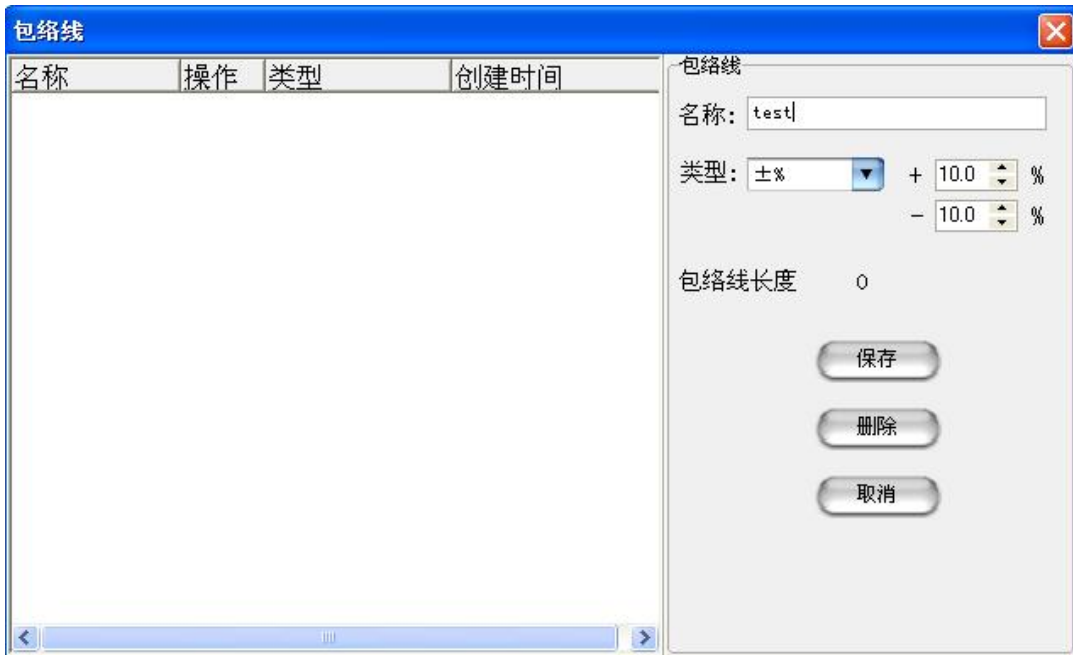 包络线
名称 操作 类型 创建时间
包络线
名称: test
类型: ±% + 10.0 %
- 10.0 %
包络线长度 0
保存
删除
取消